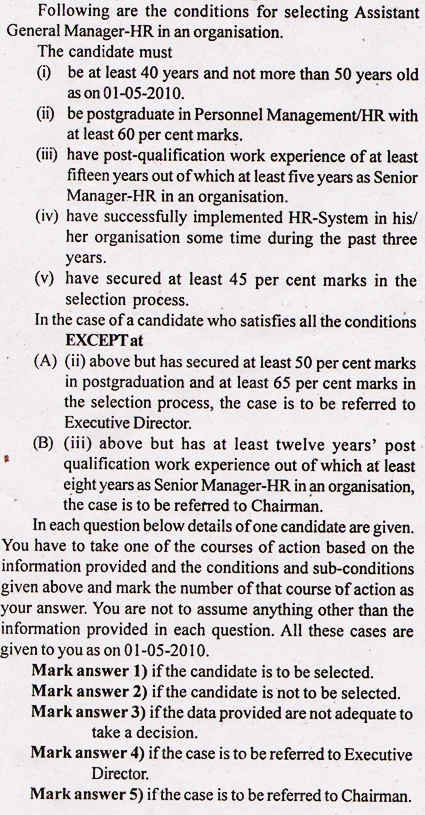 Following are the conditions for selecting Assistant
General Manager-HR in an organisation.
The candidate must
(i) be at least 40 years and not more than 50 years old
as on 01-05-2010.
(ii) be postgraduate in Personnel Management/HR with
at least 60 per cent marks.
(iii) have post-qualification work experience of at least
fifteen years out of which at least five years as Senior
Manager-HR in an organisation.
(iv) have successfully implemented HR-System in his/
her organisation some time during the past three
years.
(v) have secured at least 45 per cent marks in the
selection process.
In the case of a candidate who satisfies all the conditions
EXCEPT at
(A) (ii) above but has secured at least 50 per cent marks
in postgraduation and at least 65 per cent marks in
the selection process, the case is to be referred to
Executive Director.
(B) (iii) above but has at least twelve years' post
qualification work experience out of which at least
eight years as Senior Manager-HR in an organisation,
the case is to be referred to Chairman.
In each question below details of one candidate are given.
You have to take one of the courses of action based on the
information provided and the conditions and sub-conditions
given above and mark the number of that course of action as
your answer. You are not to assume anything other than the
information provided in each question. All these cases are
given to you as on 01-05-2010.
Mark answer 1) if the candidate is to be selected.
Mark answer 2) if the candidate is not to be selected.
Mark answer 3) if the data provided are not adequate to
take a decision.
Mark answer 4) if the case is to be referred to Executive
Director.
Mark answer 5) if the case is to be referred to Chairman.